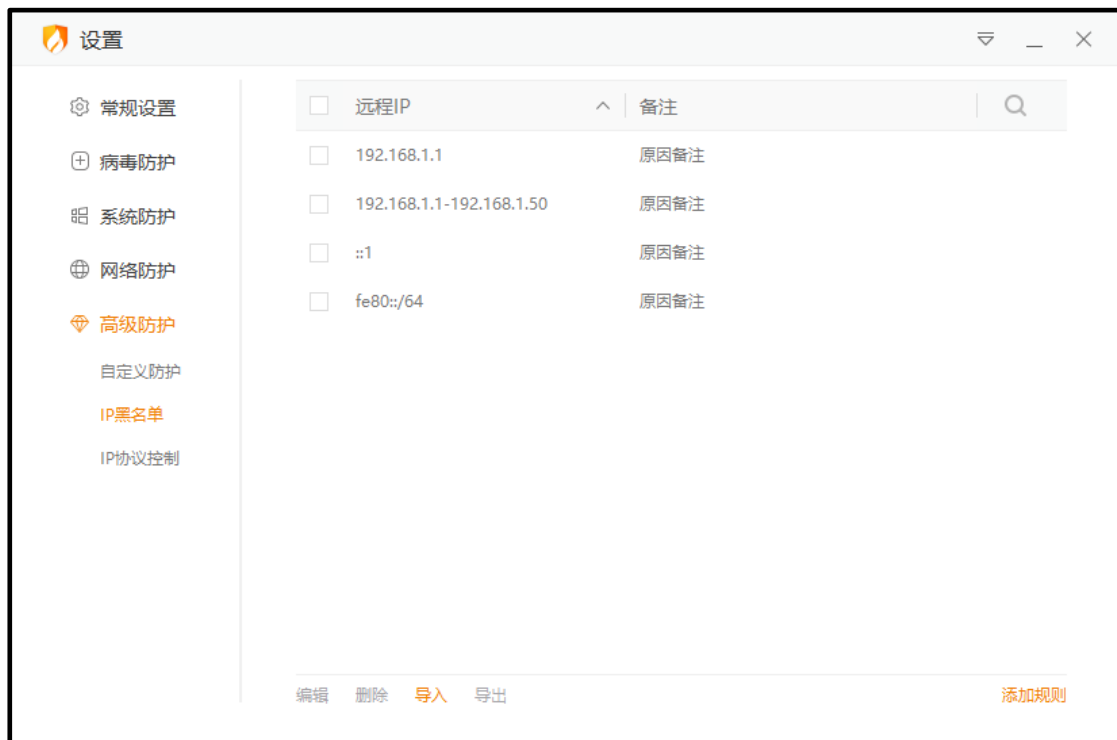 设置
常规设置
病毒防护
系统防护
网络防护
高级防护
自定义防护
IP黑名单
IP协议控制
远程IP 备注
192.168.1.1 原因备注
192.168.1.1-192.168.1.50 原因备注
::1 原因备注
fe80::/64 原因备注
编辑 删除 导入 导出 添加规则